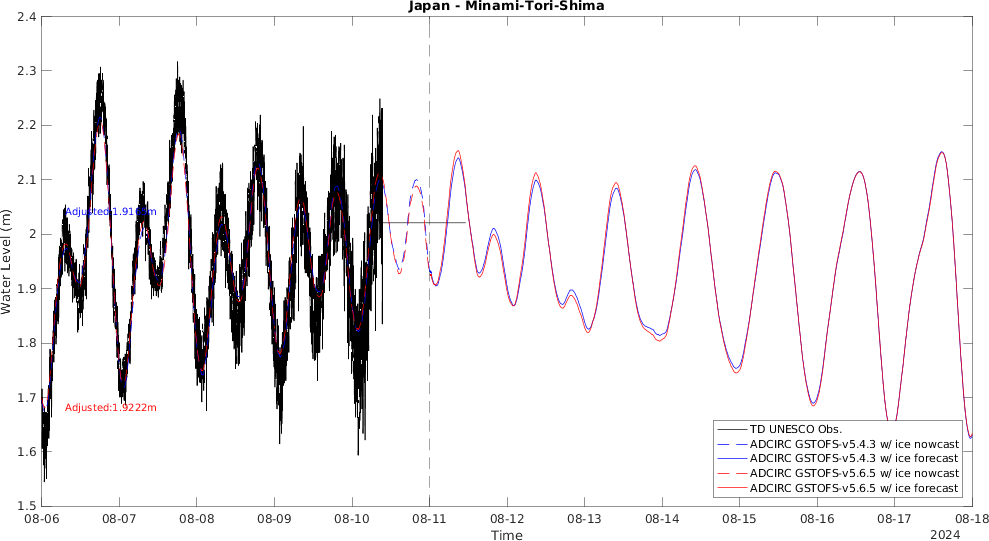 Japan - Minami-Tori-Shima
2.4
2.3
2.2
2.1
2
1.9
1.8
1.7
1.6
1.5
Water Level (m)
Adjusted:1.9222m
TD UNESCO Obs.
ADCIRC GSTOFS-v5.4.3 w/ ice nowcast
ADCIRC GSTOFS-v5.4.3 w/ ice forecast
ADCIRC GSTOFS-v5.6.5 w/ ice nowcast
ADCIRC GSTOFS-v5.6.5 w/ ice forecast
08-06 08-07 08-08 08-09 08-10 08-11 08-12 08-13 08-14 08-15 08-16 08-17 08-18
Time
2024